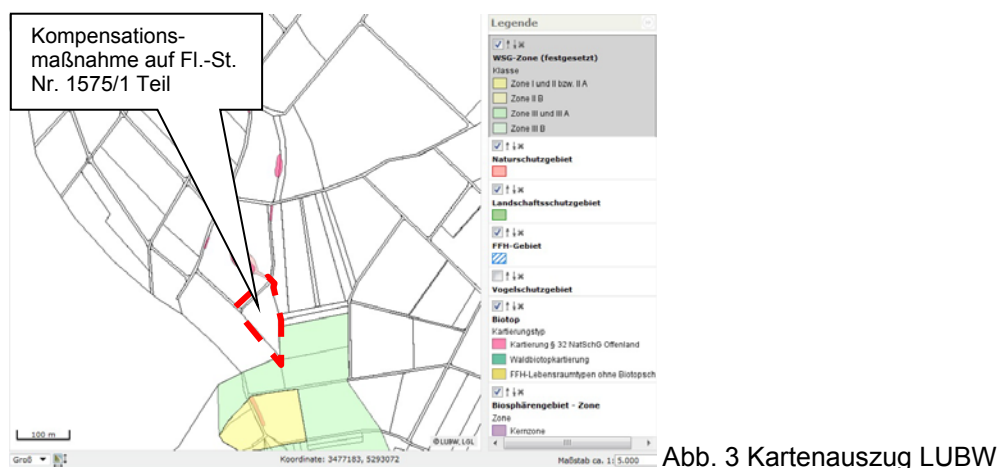 Kompensations-
maßnahme auf Fl.-St.
Nr. 1575/1 Teil
Legende
WSG-Zone (festgesetzt)
Klasse
Zone I und II bzw. II A
Zone II B
Zone III und III A
Zone III B
Naturschutzgebiet
Landschaftsschutzgebiet
FFH-Gebiet
Vogelschutzgebiet
Biotop
Kartierungstyp
Kartierung § 32 NatSchG Offenland
Waldbiotopkartierung
FFH-Lebensraumtypen ohne Biotopsch
Biosphärengebiet - Zone
Zone
Kernzone
100 m
© LUBW, LGL
Groß
Koordinate: 3477183, 5293072
Maßstab ca. 1: 5.000
Abb. 3 Kartenauszug LUBW